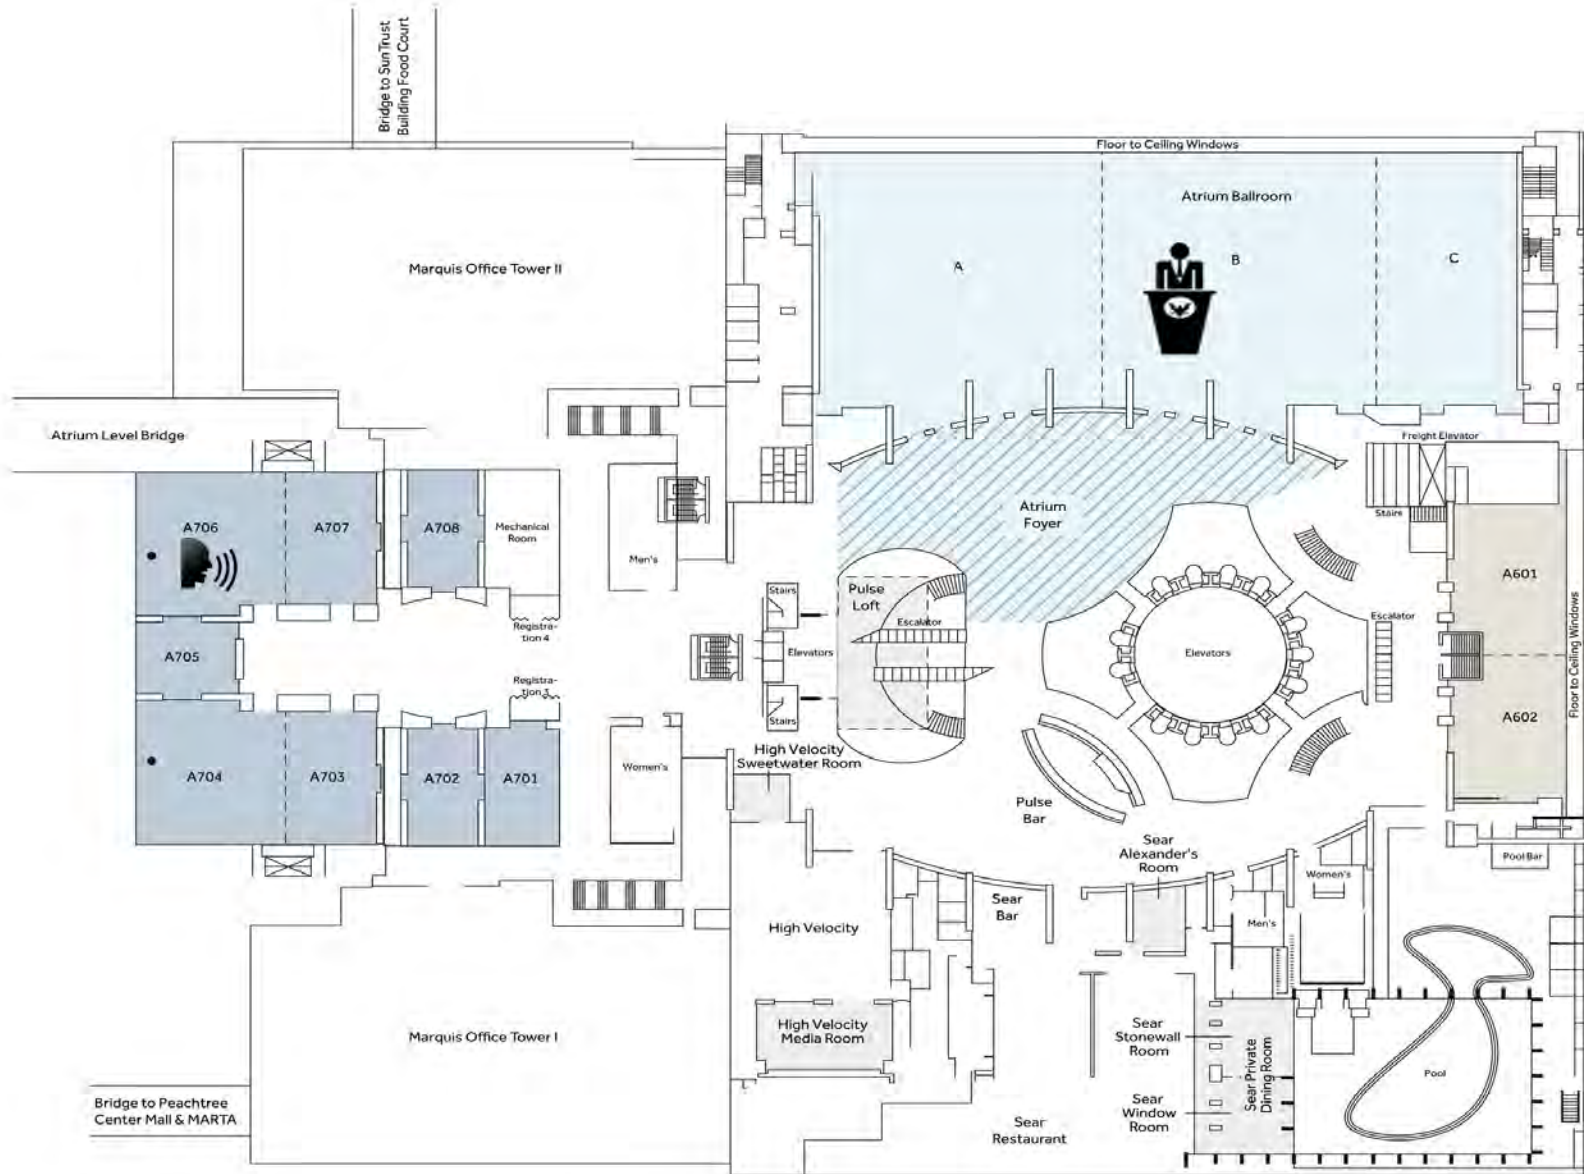 Bridge to SunTrust
Building Food Court
Floor to Ceiling Windows
Atrium Ballroom
Marquis Office Tower II
A
B
C
Atrium Level Bridge
Freight Elevator
A706
A707
A708
Mechanical
Room
Atrium
Foyer
Stairs
Men's
A601
Stairs
Pulse
Loft
Escalator
Escalator
Registra-
tion 4
A705
Elevators
Elevators
Floor to Ceiling Windows
Registra-
tion 3
Stairs
A602
High Velocity
Sweetwater Room
Women's
A704
A703
A702
A701
Pulse
Bar
Sear
Alexander's
Room
Pool Bar
Women's
Sear
Bar
High Velocity
Men's
High Velocity
Media Room
Marquis Office Tower I
Sear
Stonewall
Room
Sear Private
Dining Room
Pool
Bridge to Peachtree
Center Mall & MARTA
Sear
Window
Room
Sear
Restaurant